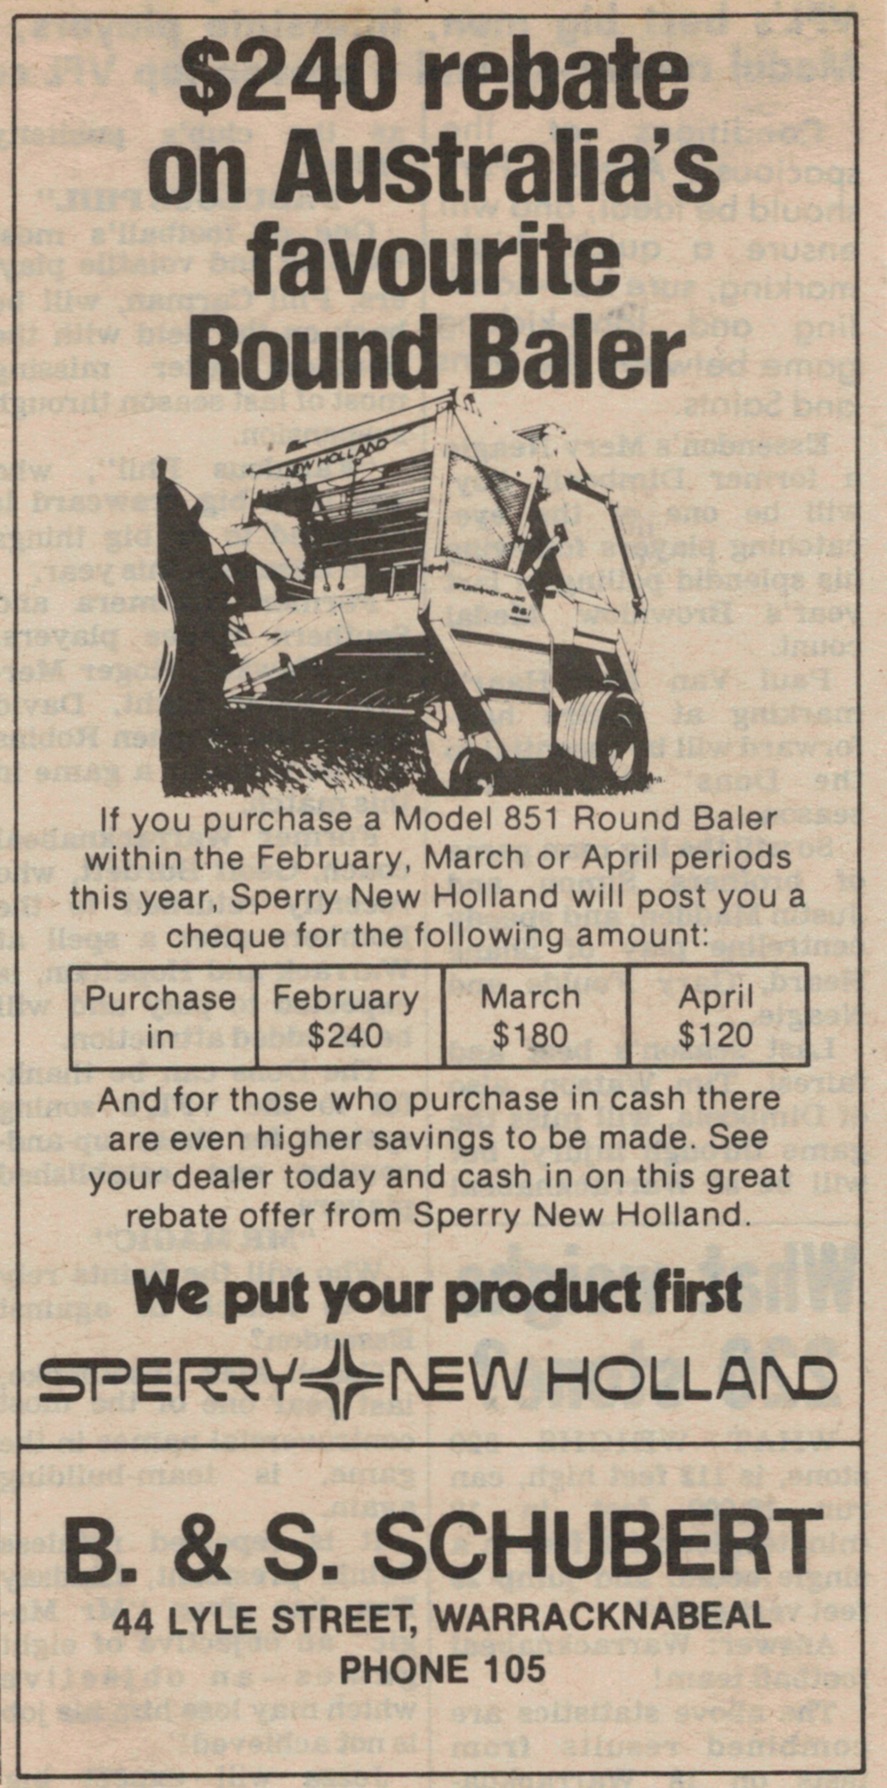 $240 rebate
on Australia's
favourite
Round Baler
NEW HOLLAND
851
If you purchase a Model 851 Round Baler
within the February, March or April periods
this year, Sperry New Holland will post you a
cheque for the following amount:
Purchase in | February $240 | March $180 | April $120
And for those who purchase in cash there
are even higher savings to be made. See
your dealer today and cash in on this great
rebate offer from Sperry New Holland.
We put your product first
SPERRY NEW HOLLAND
B. & S. SCHUBERT
44 LYLE STREET, WARRACKNABEAL
PHONE 105